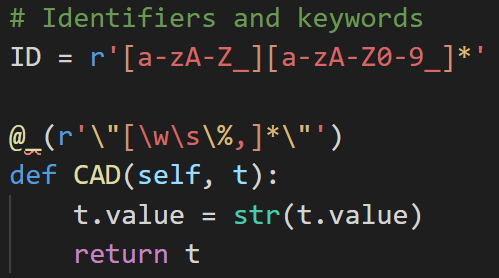 # Identifiers and keywords
ID = r'[a-zA-Z_][a-zA-Z0-9_]*'
@_(r'\"[\w\s\%,]*\"')
def CAD(self, t):
    t.value = str(t.value)
    return t